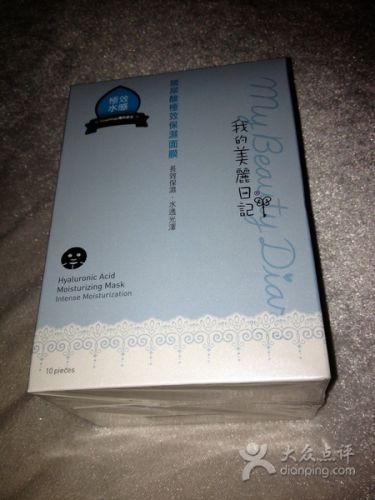 極效
水感
玻尿酸極效保濕面膜
長效保濕．水透光澤
我的美麗日記
My Beauty Diar
Hyaluronic Acid
Moisturizing Mask
Intense Moisturization
10 pieces
大众点评
dianping.com